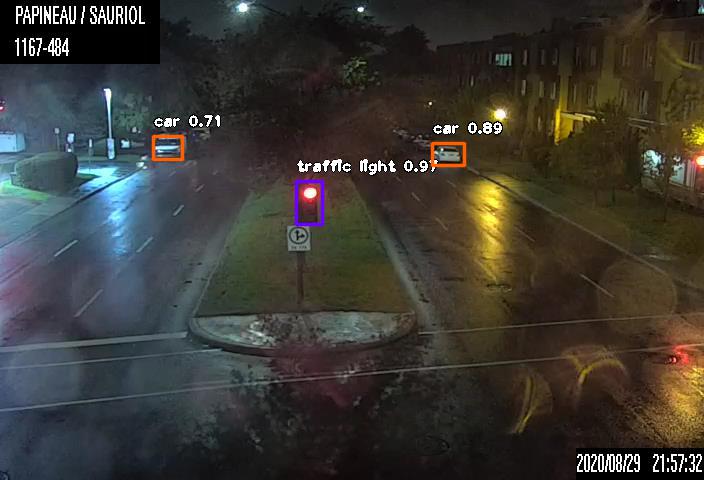 PAPINEAU / SAURIOL
1167-484
car 0.71
car 0.89
traffic light 0.97
2020/08/29 21:57:32